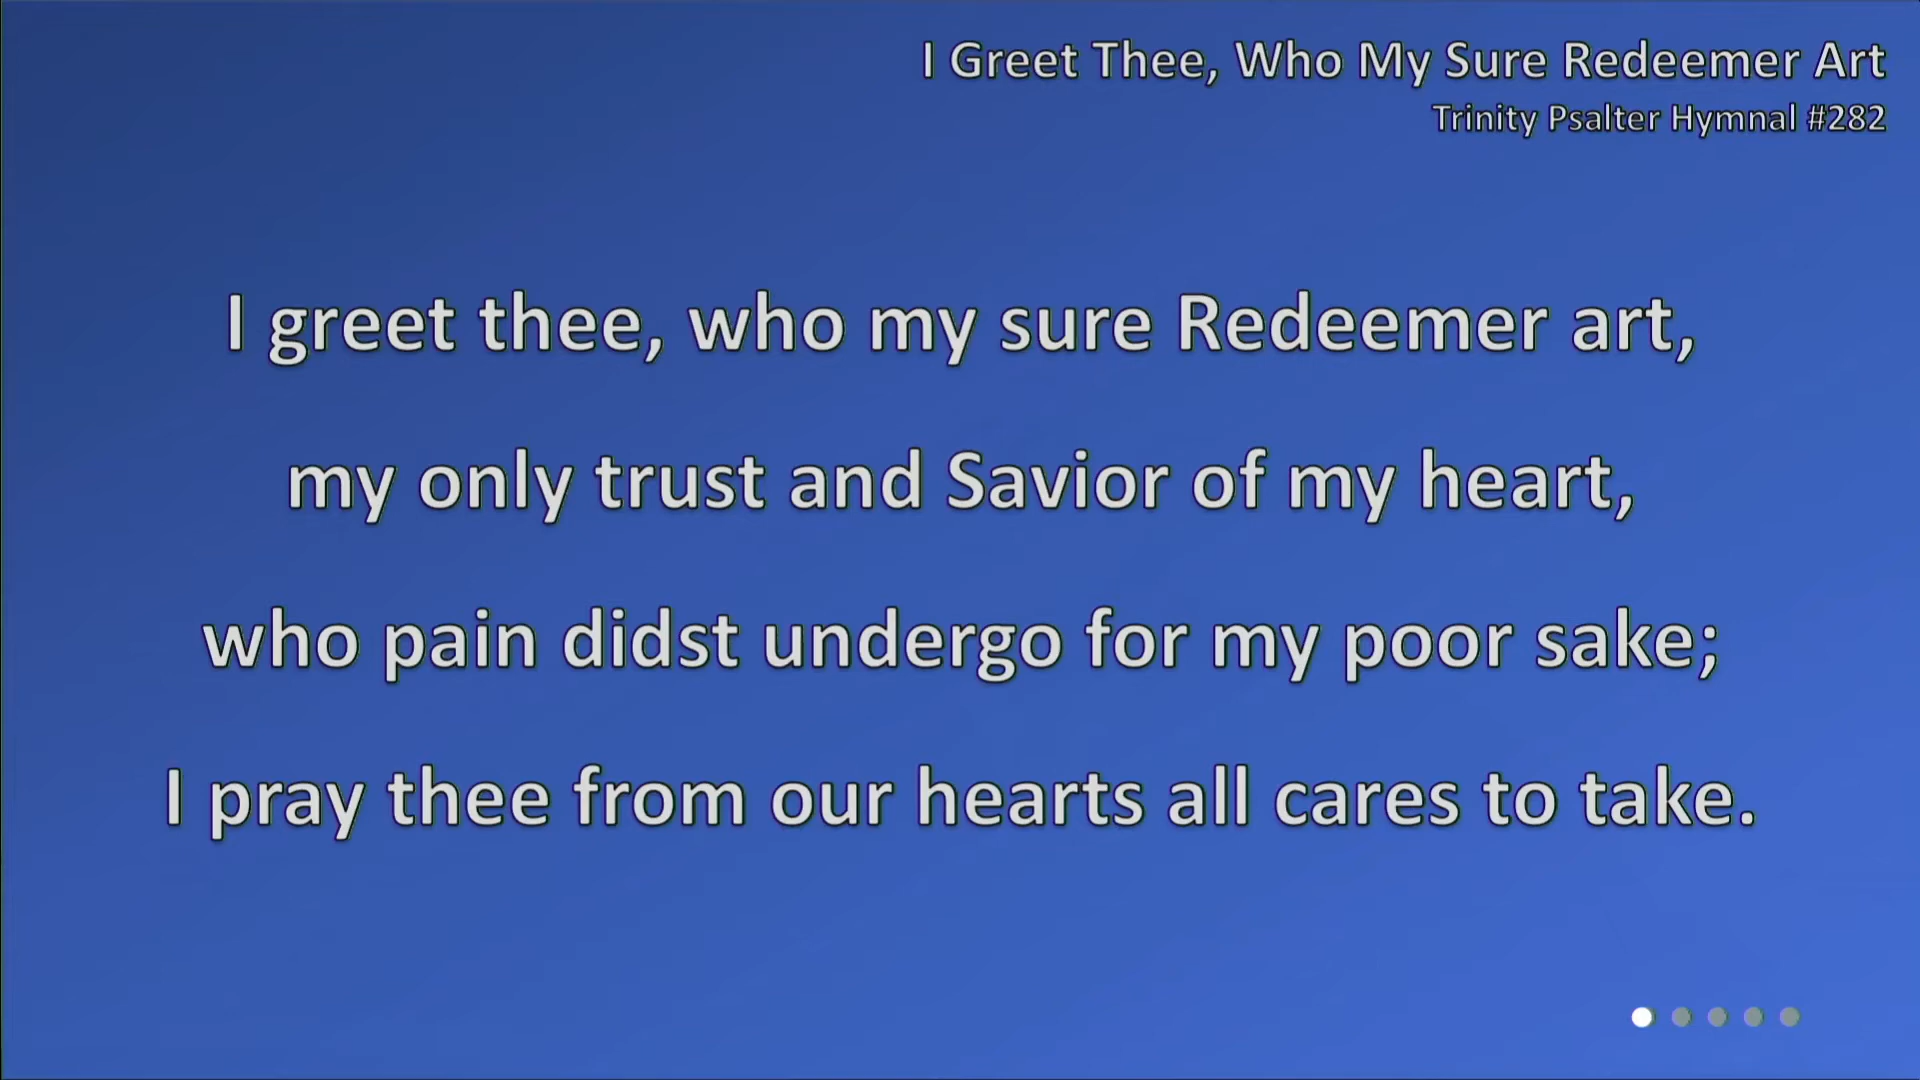 I Greet Thee, Who My Sure Redeemer Art
Trinity Psalter Hymnal #282
I greet thee, who my sure Redeemer art,
my only trust and Savior of my heart,
who pain didst undergo for my poor sake;
I pray thee from our hearts all cares to take.